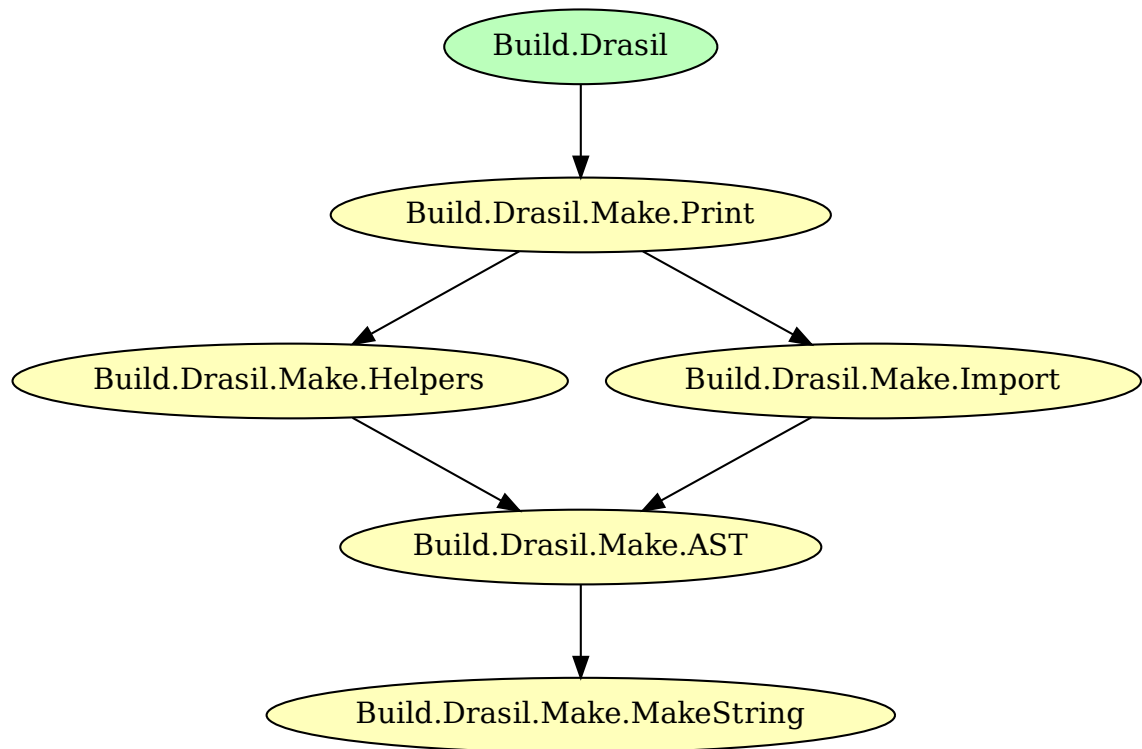 Build.Drasil
Build.Drasil.Make.Print
Build.Drasil.Make.Helpers
Build.Drasil.Make.Import
Build.Drasil.Make.AST
Build.Drasil.Make.MakeString